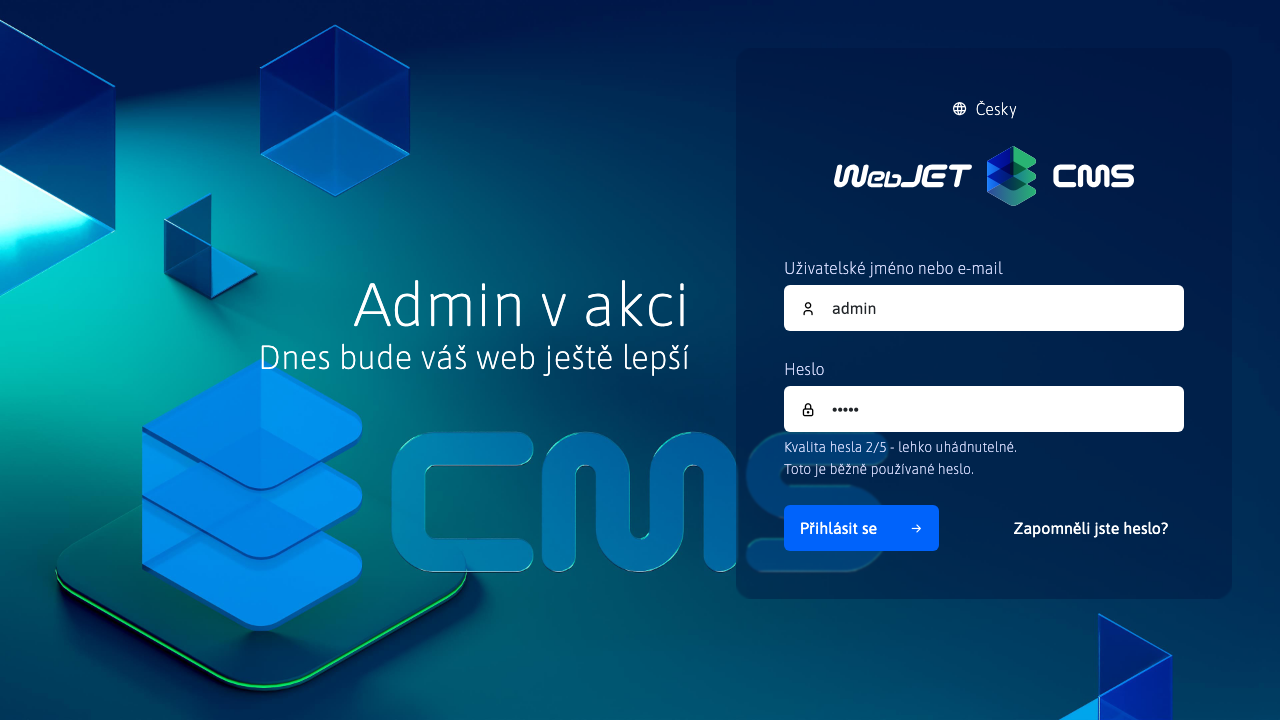 Česky
WebJET CMS
Admin v akci
Dnes bude váš web ještě lepší
CMS
Uživatelské jméno nebo e-mail
admin
Heslo
•••••
Kvalita hesla 2/5 - lehko uhádnutelné.
Toto je běžně používané heslo.
Přihlásit se
Zapomněli jste heslo?